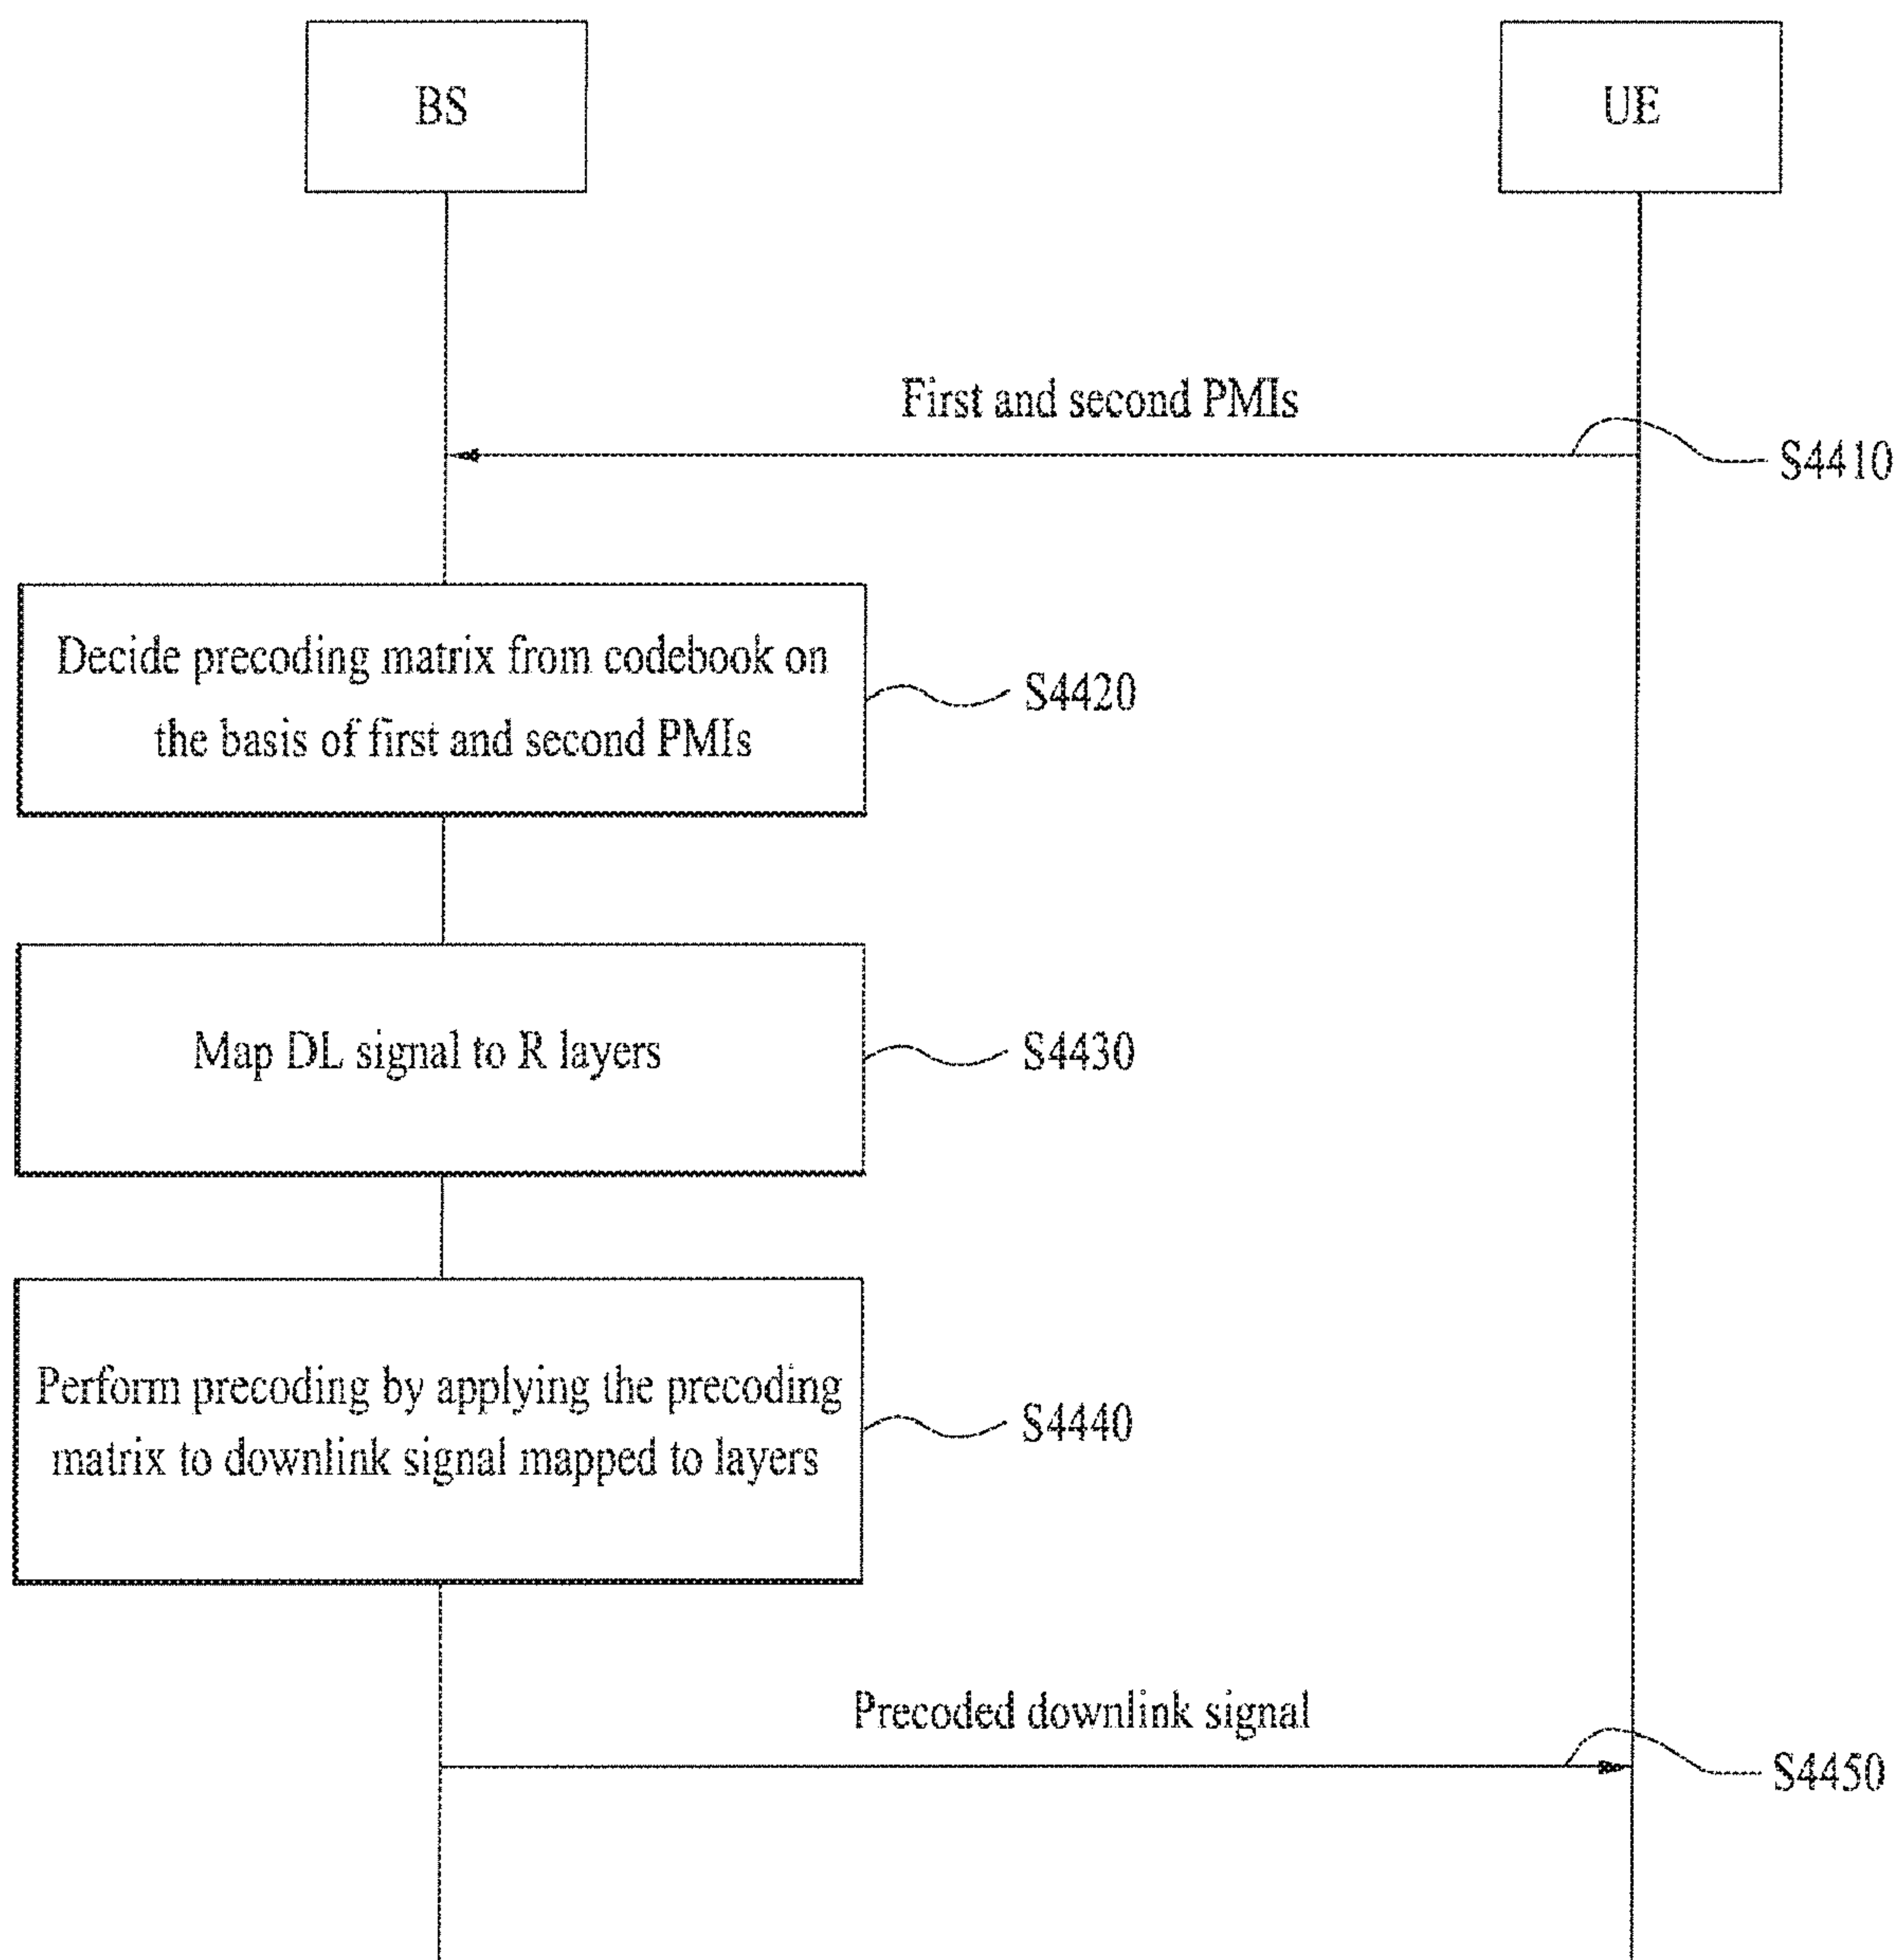 BS
UE
First and second PMIs
S4410
Decide precoding matrix from codebook on
the basis of first and second PMIs
S4420
Map DL signal to R layers
S4430
Perform precoding by applying the precoding
matrix to downlink signal mapped to layers
S4440
Precoded downlink signal
S4450